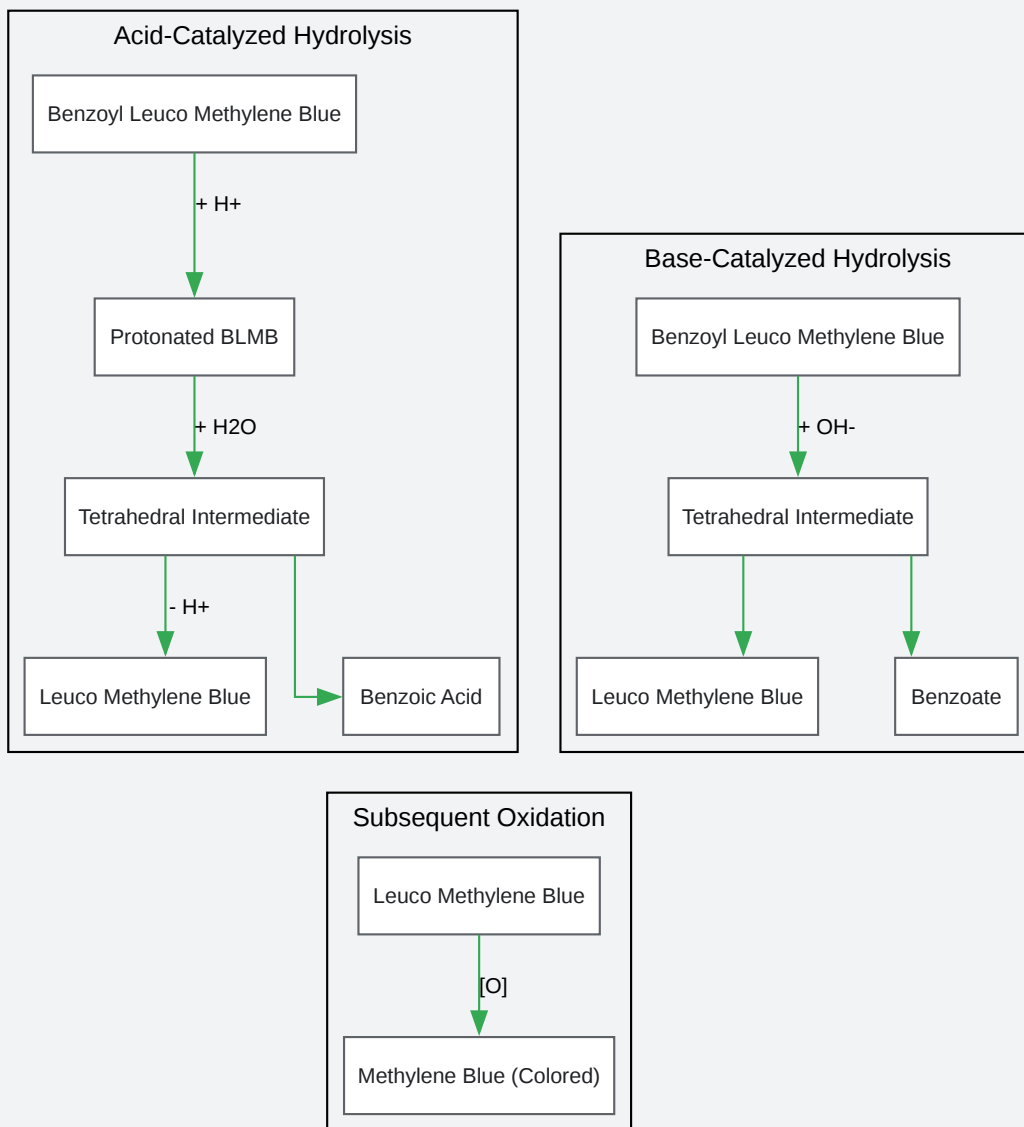 Acid-Catalyzed Hydrolysis
Benzoyl Leuco Methylene Blue
+ H+
Protonated BLMB
+ H2O
Tetrahedral Intermediate
- H+
Leuco Methylene Blue
Benzoic Acid
Base-Catalyzed Hydrolysis
Benzoyl Leuco Methylene Blue
+ OH-
Tetrahedral Intermediate
Leuco Methylene Blue
Benzoate
Subsequent Oxidation
Leuco Methylene Blue
[O]
Methylene Blue (Colored)